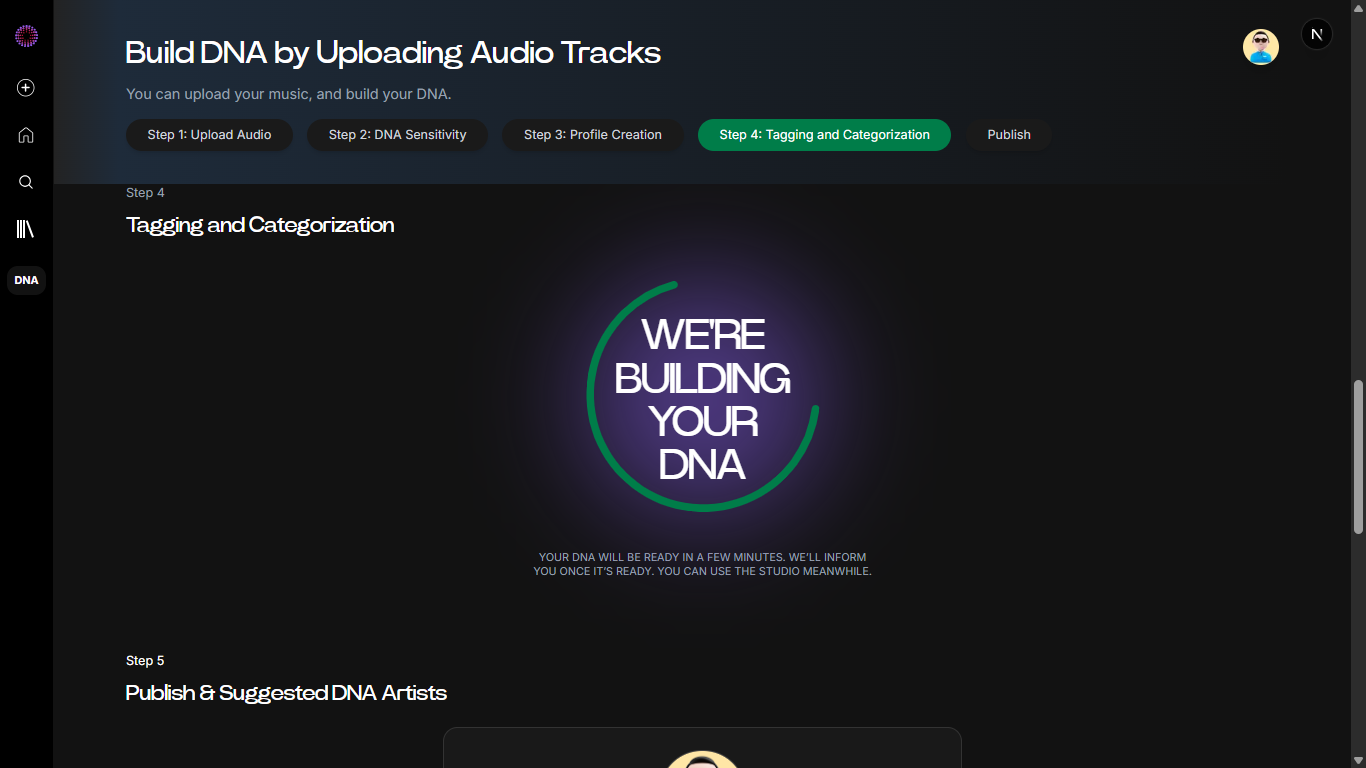 Build DNA by Uploading Audio Tracks
N
You can upload your music, and build your DNA.
Step 1: Upload Audio
Step 2: DNA Sensitivity
Step 3: Profile Creation
Step 4: Tagging and Categorization
Publish
DNA
Step 4
Tagging and Categorization
WE'RE
BUILDING
YOUR
DNA
YOUR DNA WILL BE READY IN A FEW MINUTES. WE'LL INFORM
YOU ONCE IT'S READY. YOU CAN USE THE STUDIO MEANWHILE.
Step 5
Publish & Suggested DNA Artists